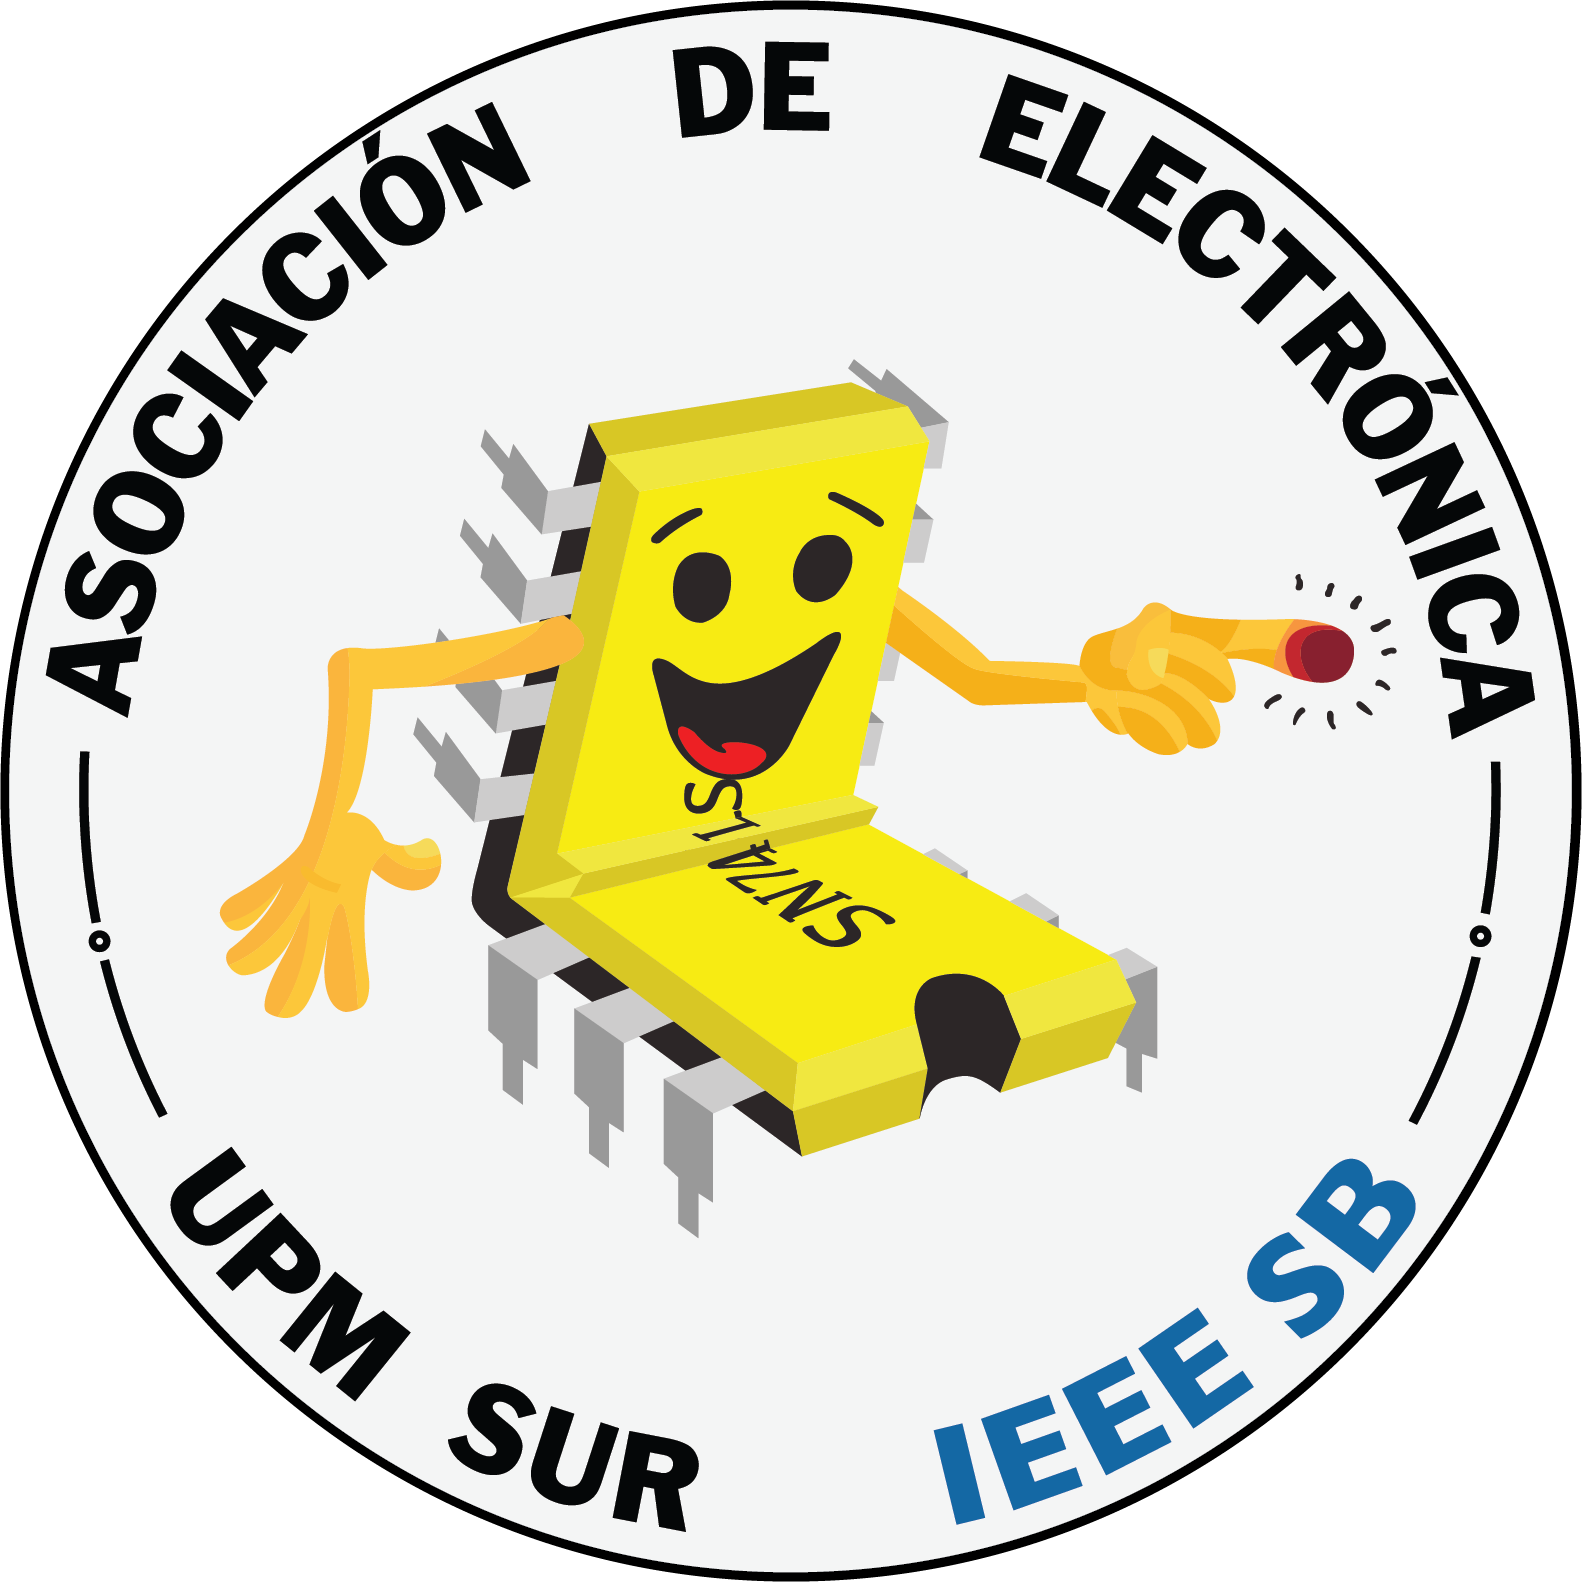 ASOCIACIÓN DE ELECTRÓNICA
SN74LS
UPM SUR
IEEE SB